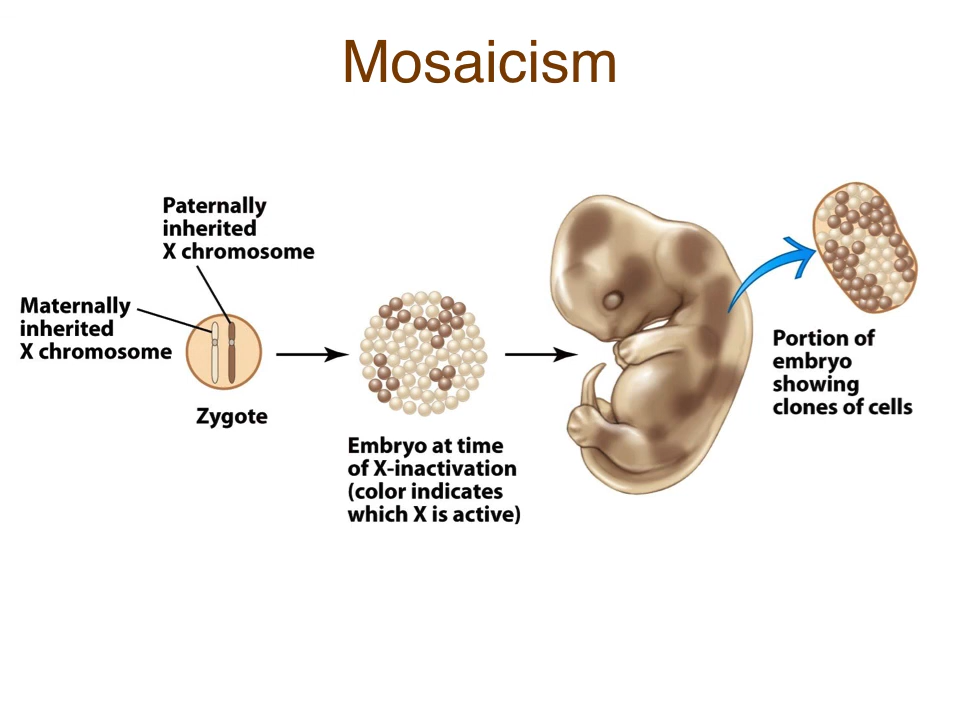 Mosaicism
Paternally
inherited
X chromosome
Maternally
inherited
X chromosome
Zygote
Embryo at time
of X-inactivation
(color indicates
which X is active)
Portion of
embryo
showing
clones of cells